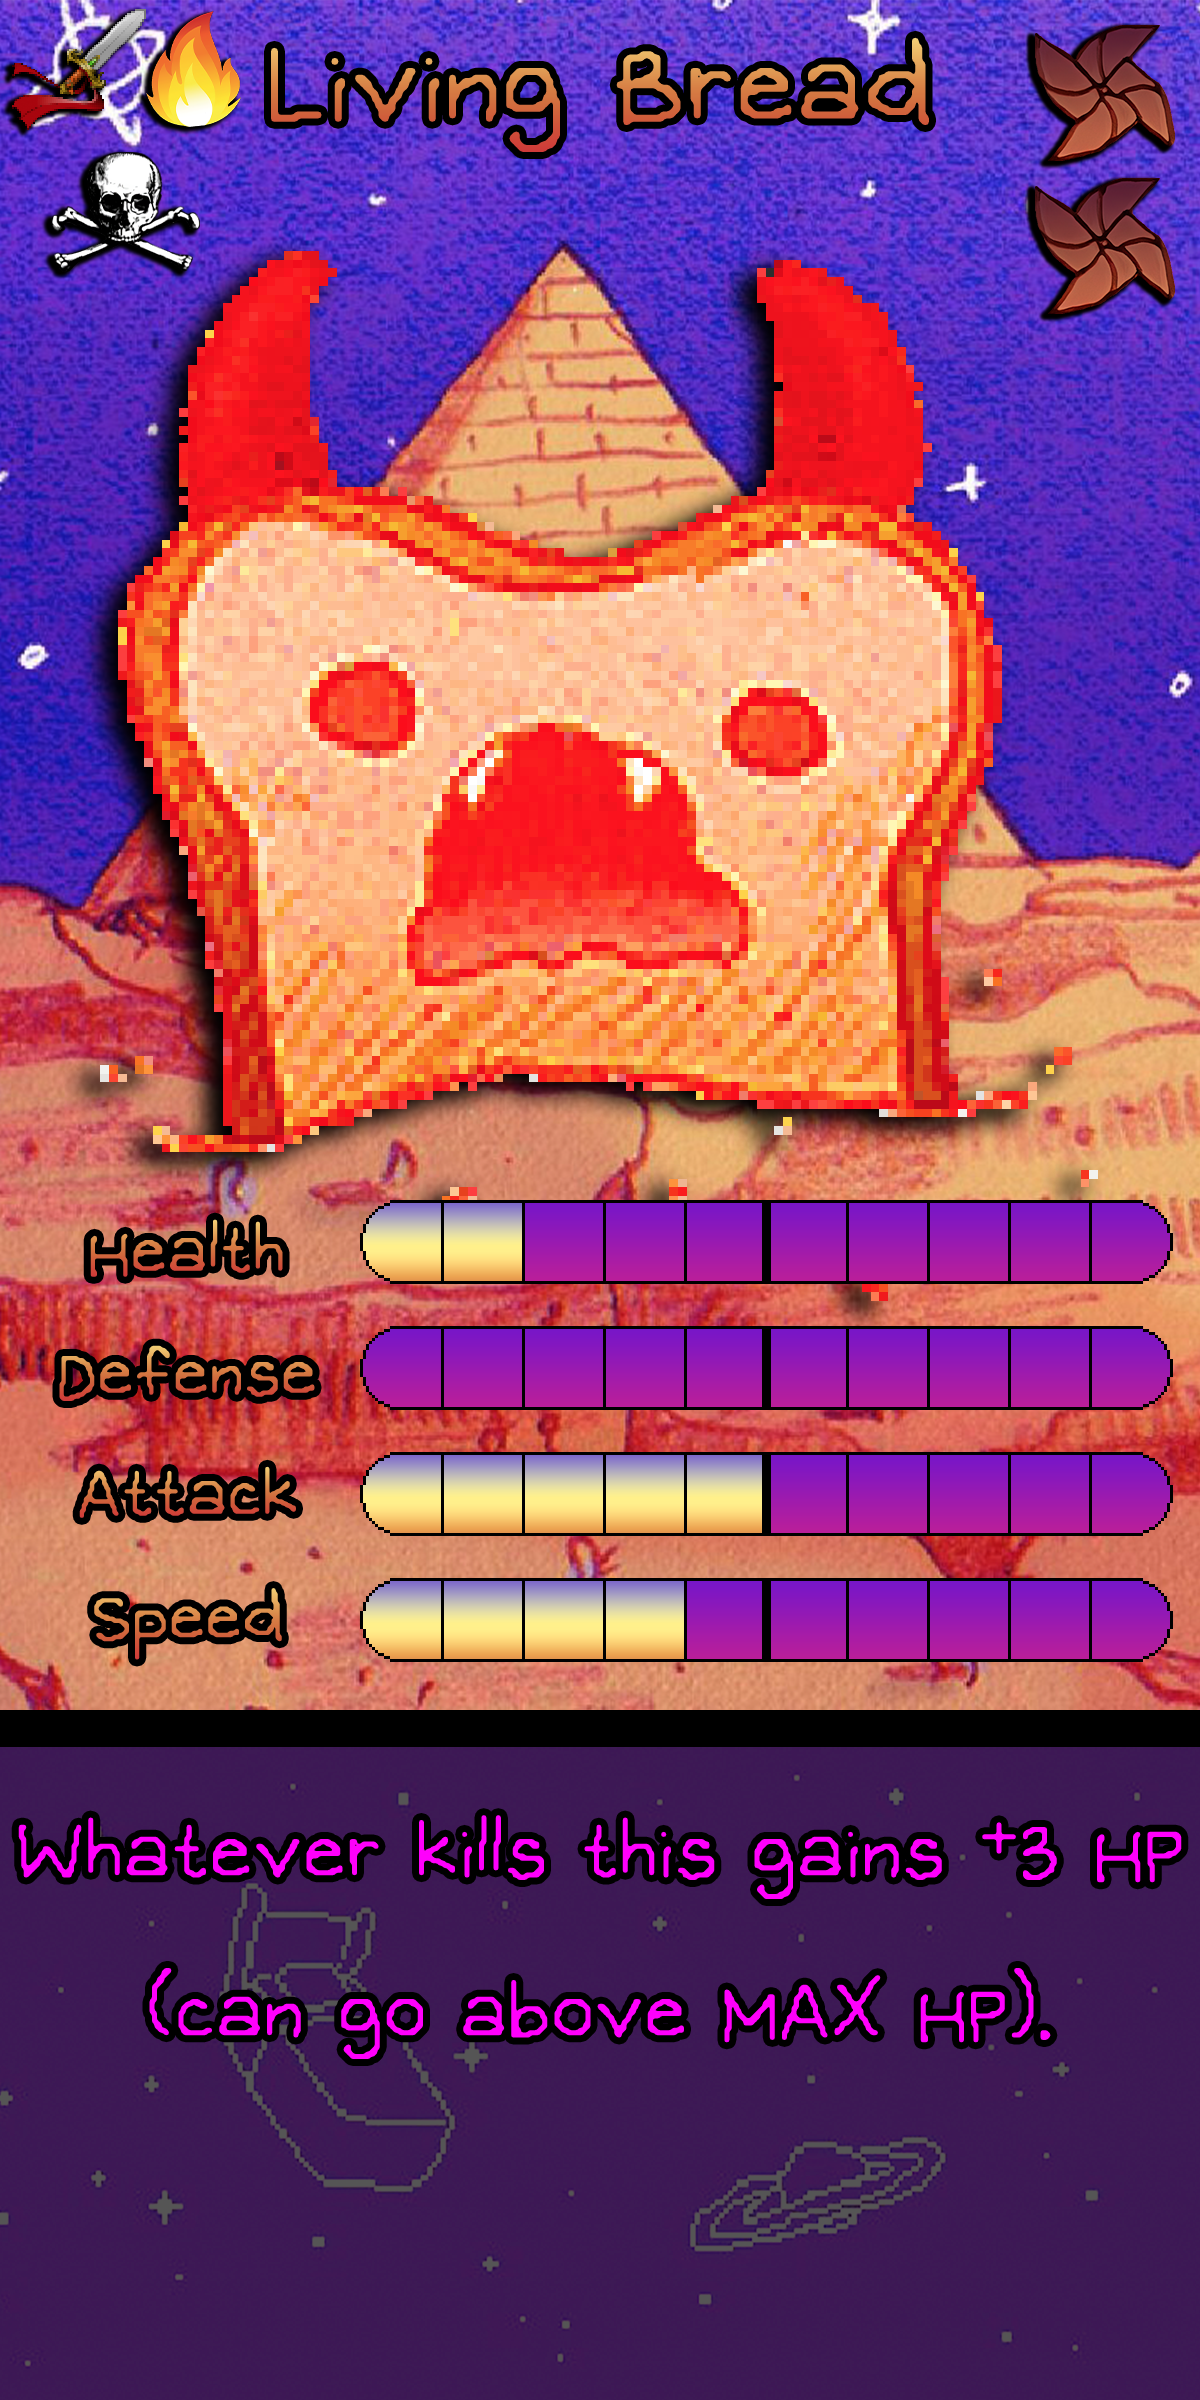 Living Bread
Health
Defense
Attack
Speed
Whatever kills this gains +3 HP
(can go above MAX HP).